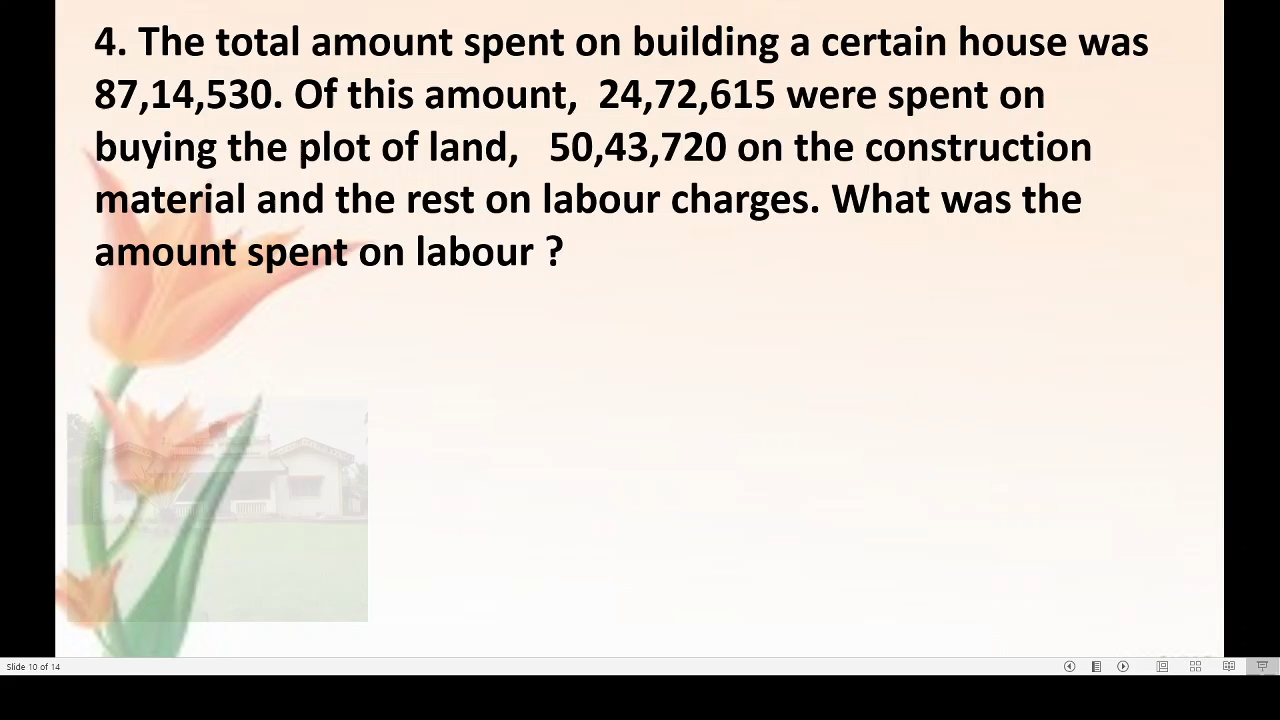 4. The total amount spent on building a certain house was
87,14,530. Of this amount,  24,72,615 were spent on
buying the plot of land,   50,43,720 on the construction
material and the rest on labour charges. What was the
amount spent on labour ?
Slide 10 of 14